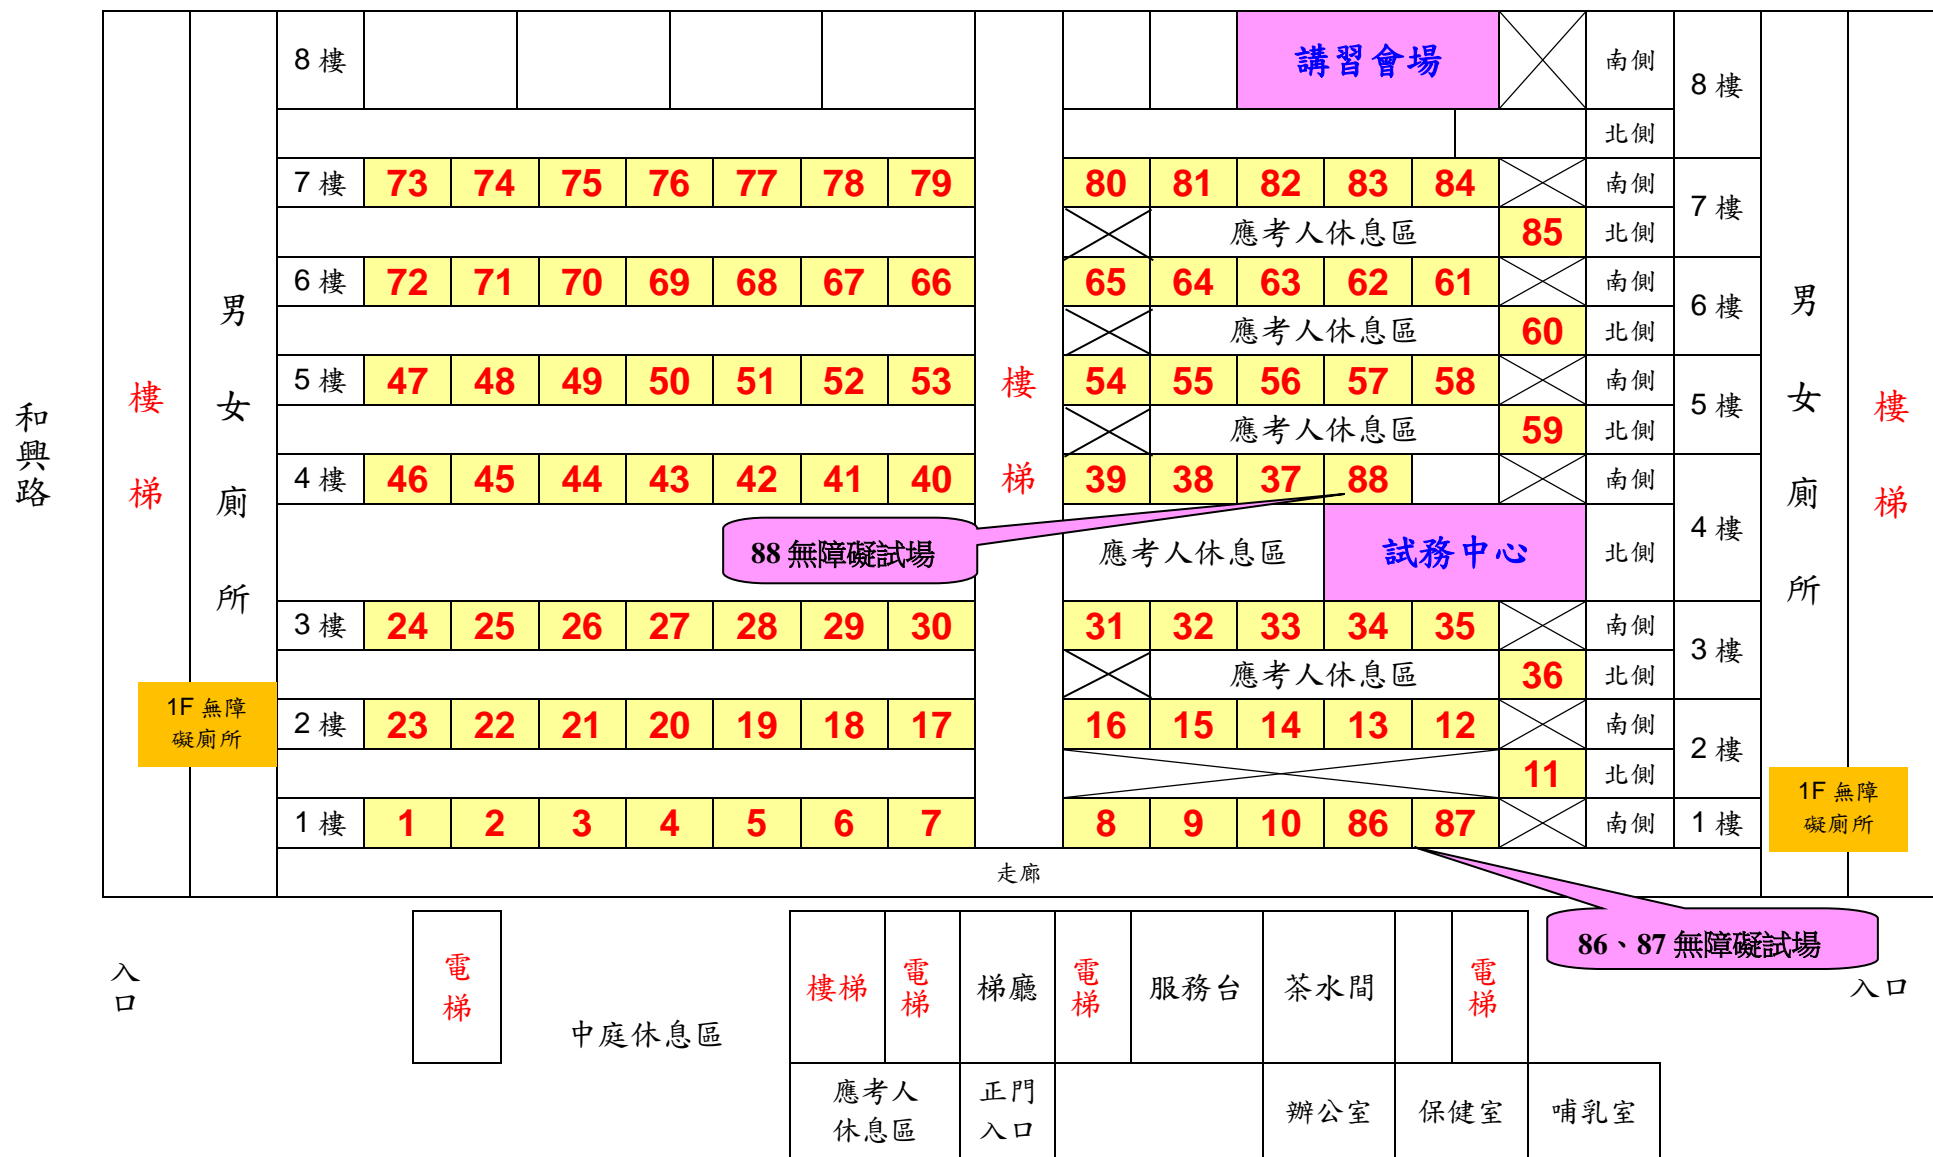 8樓 講習會場 南側 8樓
北側
7樓 73 74 75 76 77 78 79 80 81 82 83 84 南側 7樓
應考人休息區 85 北側
6樓 72 71 70 69 68 67 66 65 64 63 62 61 南側 6樓
應考人休息區 60 北側
5樓 47 48 49 50 51 52 53 54 55 56 57 58 南側 5樓
應考人休息區 59 北側
4樓 46 45 44 43 42 41 40 39 38 37 88 南側 4樓
88 無障礙試場 應考人休息區 試務中心 北側
3樓 24 25 26 27 28 29 30 31 32 33 34 35 南側 3樓
應考人休息區 36 北側
2樓 23 22 21 20 19 18 17 16 15 14 13 12 南側 2樓
11 北側
1樓 1 2 3 4 5 6 7 8 9 10 86 87 南側 1樓
走廊
和興路
樓梯
男女廁所
樓梯
男女廁所
樓梯
1F 無障
礙廁所
1F 無障
礙廁所
86、87 無障礙試場
入口
電梯
中庭休息區
樓梯 電梯 梯廳 電梯 服務台 茶水間 電梯
入口
應考人
休息區
正門
入口
辦公室 保健室 哺乳室